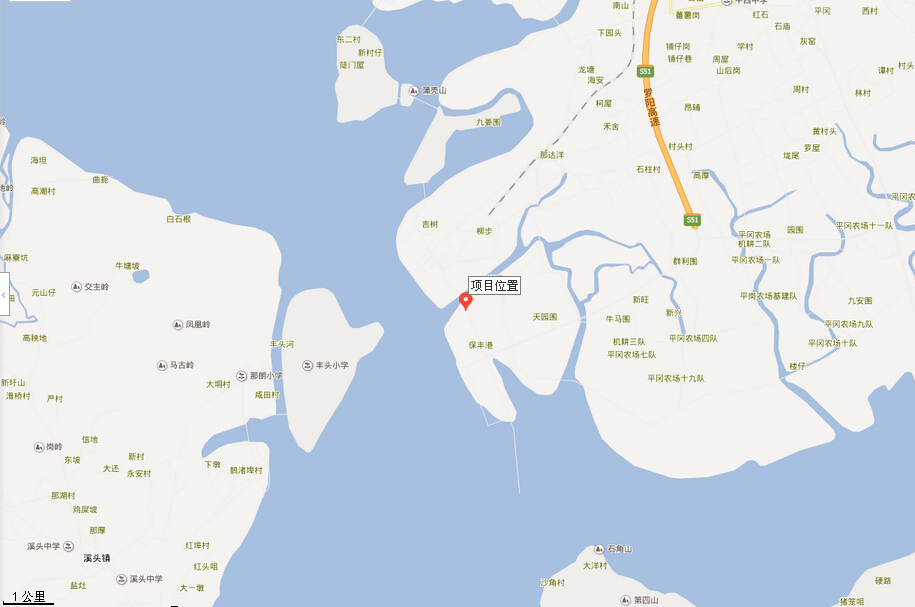 南山
蕃薯岗
红石
平冈
西村
石庙
下园头
灰窑
东二村
新村仔
陡门屋
铺仔岗
铺仔巷
学村
周屋
山后岗
谭村
村头
龙塘
海安
S51
罗阳高速
蒲壳山
柯屋
昂辅
周村
林村
九姜围
禾舍
黄村头
罗屋
垅尾
村头村
海坦
那达洋
石柱村
高厚
曲扼
高潮村
白石根
吉树
柳步
S51
平冈农场
机耕二队
园围
平冈农场十一队
麻寮坑
牛塘坡
群利围
平冈农场一队
项目位置
元山仔
交主岭
新旺
新兴
平岗农场基建队
九安围
天园围
牛马围
平冈农场九队
凤凰岭
高秧地
丰头河
保丰港
机耕三队
平冈农场七队
平冈农场四队
平冈农场十队
马古岭
丰头小学
楼仔
那朗小学
大垌村
咸田村
平冈农场十九队
新圩山
滑桥村
严村
信地
岗岭
东坡
大还
新村
永安村
下墩
鹤渚埠村
那湖村
鸡屎坡
那厚
溪头中学
溪头镇
红埠村
红头咀
石角山
大洋村
盐灶
溪头中学
大一墩
沙角村
第四山
硬路
猪笼咀
1 公里